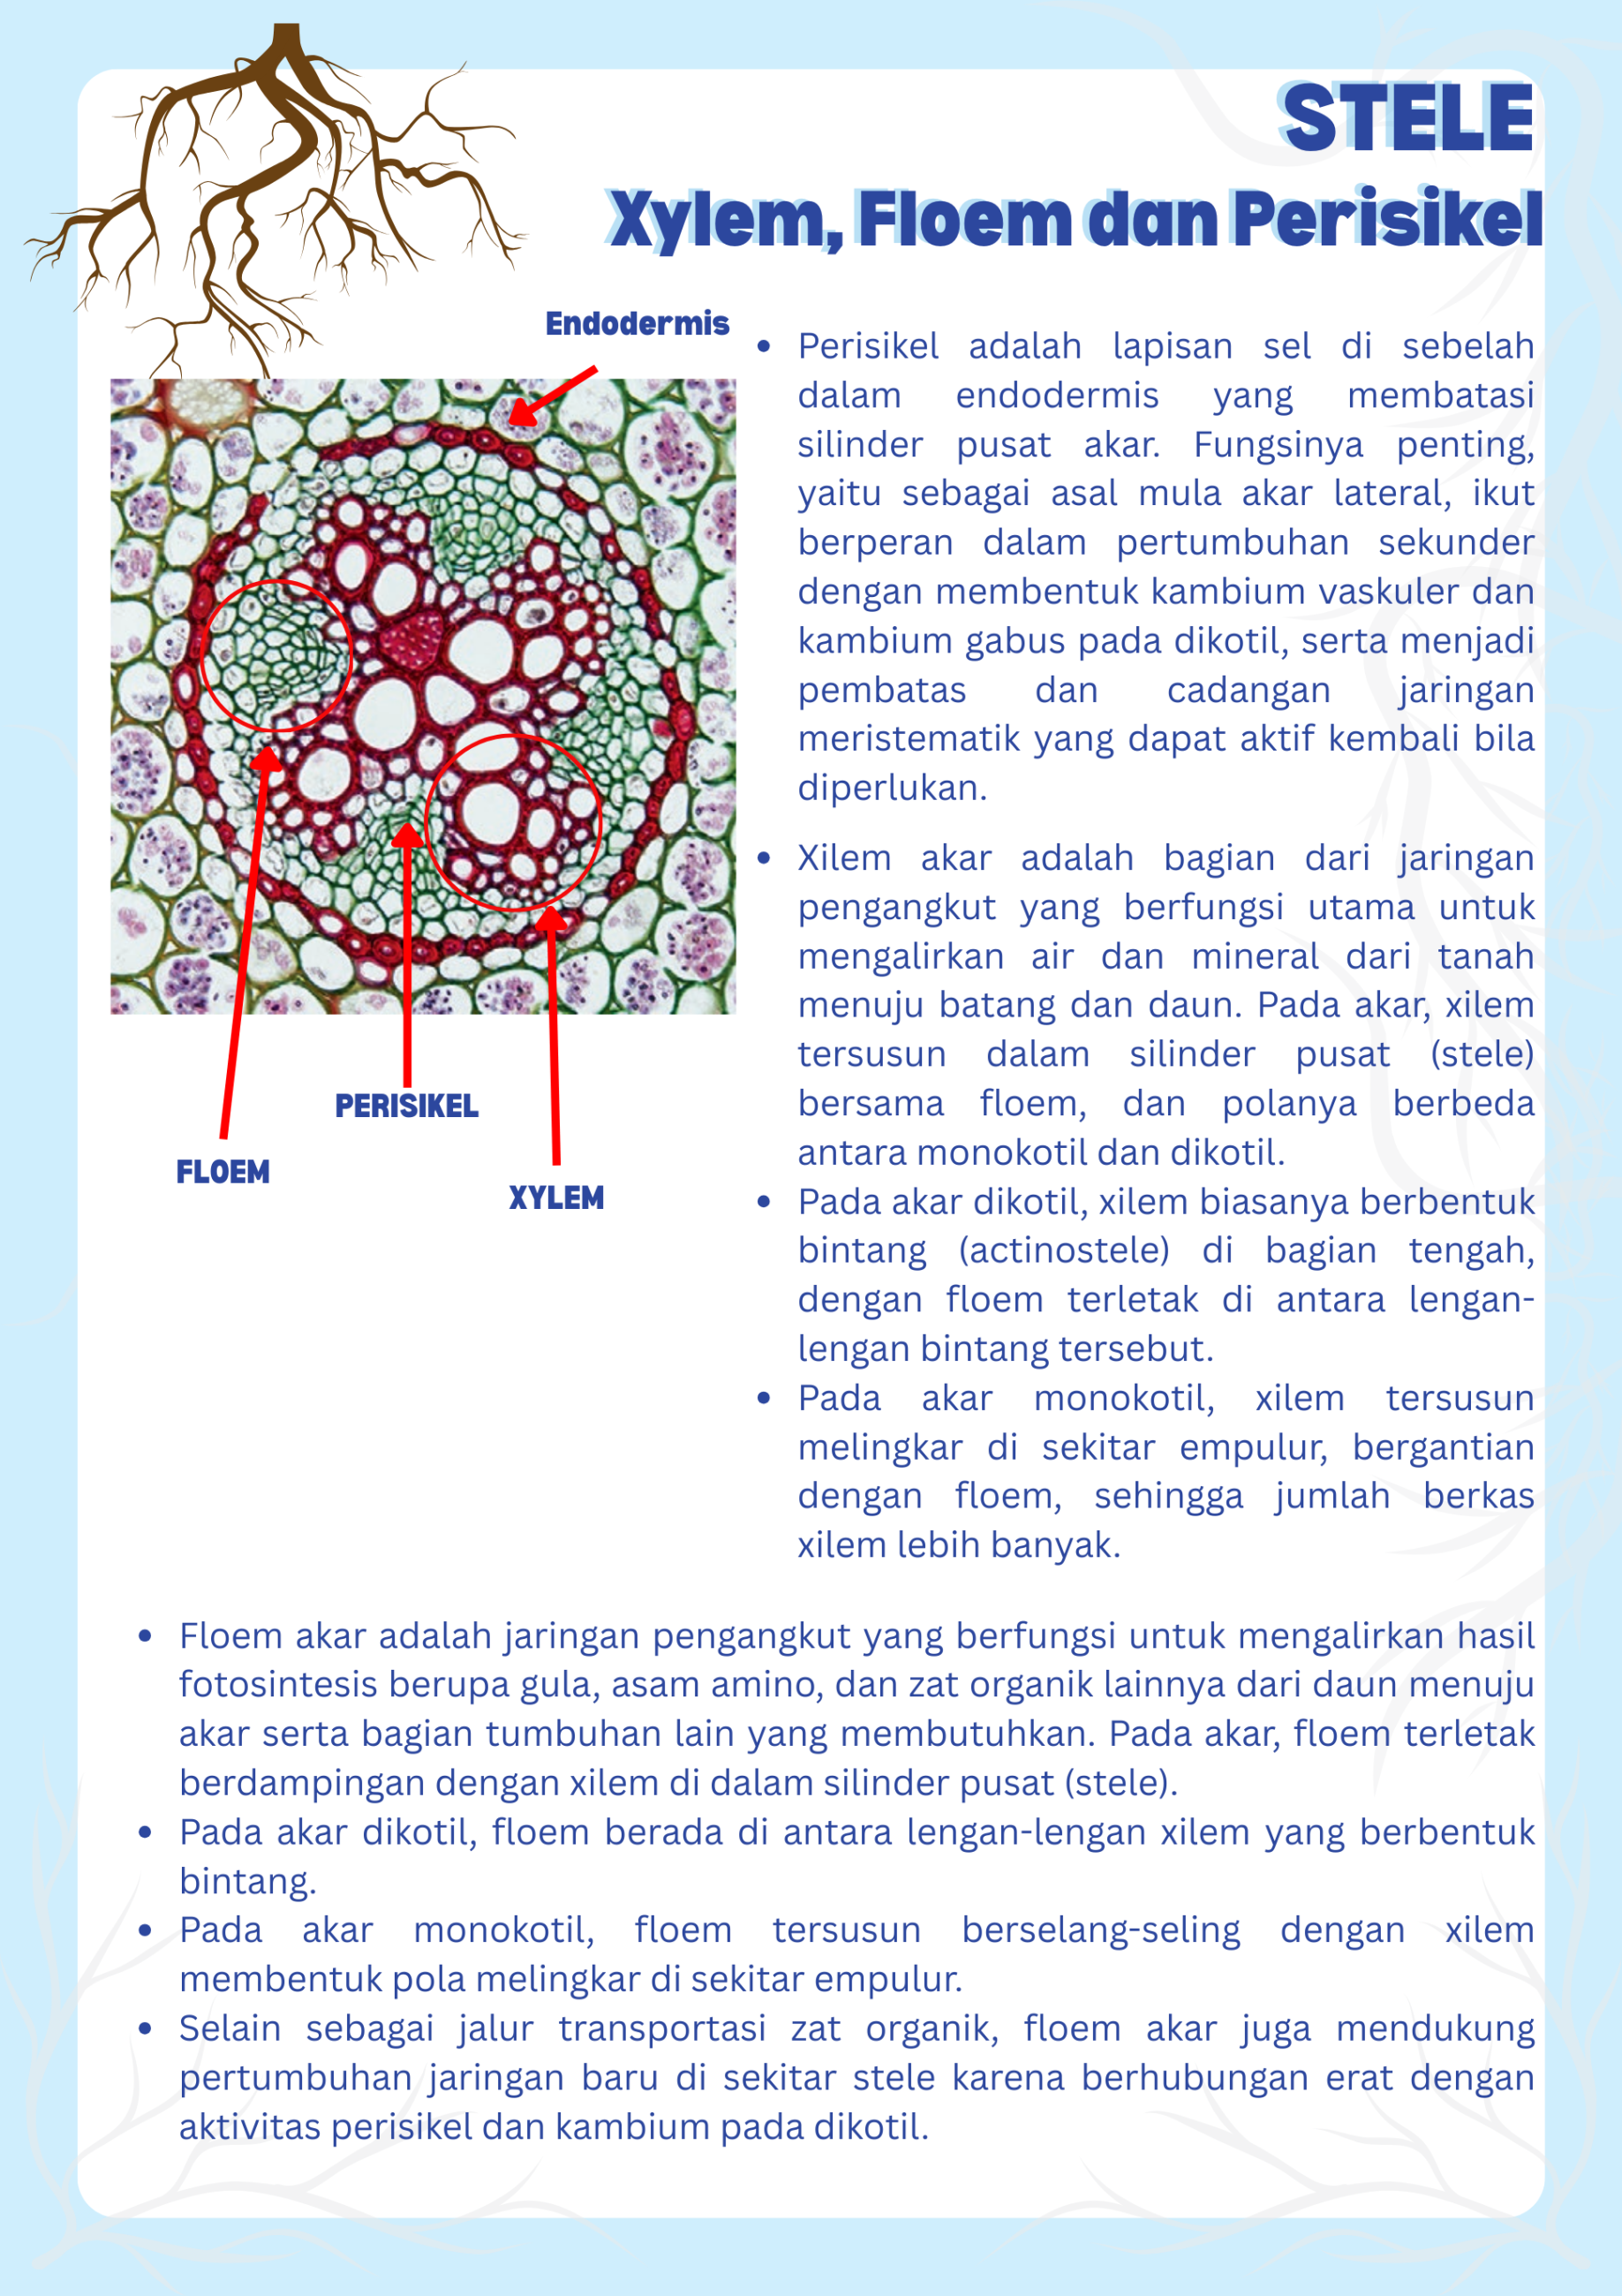 STELE
Xylem, Floem dan Perisikel
Endodermis
PERISIKEL
FLOEM
XYLEM
• Perisikel adalah lapisan sel di sebelah
dalam endodermis yang membatasi
silinder pusat akar. Fungsinya penting,
yaitu sebagai asal mula akar lateral, ikut
berperan dalam pertumbuhan sekunder
dengan membentuk kambium vaskuler dan
kambium gabus pada dikotil, serta menjadi
pembatas dan cadangan jaringan
meristematik yang dapat aktif kembali bila
diperlukan.
• Xilem akar adalah bagian dari jaringan
pengangkut yang berfungsi utama untuk
mengalirkan air dan mineral dari tanah
menuju batang dan daun. Pada akar, xilem
tersusun dalam silinder pusat (stele)
bersama floem, dan polanya berbeda
antara monokotil dan dikotil.
• Pada akar dikotil, xilem biasanya berbentuk
bintang (actinostele) di bagian tengah,
dengan floem terletak di antara lengan-
lengan bintang tersebut.
• Pada akar monokotil, xilem tersusun
melingkar di sekitar empulur, bergantian
dengan floem, sehingga jumlah berkas
xilem lebih banyak.
• Floem akar adalah jaringan pengangkut yang berfungsi untuk mengalirkan hasil
fotosintesis berupa gula, asam amino, dan zat organik lainnya dari daun menuju
akar serta bagian tumbuhan lain yang membutuhkan. Pada akar, floem terletak
berdampingan dengan xilem di dalam silinder pusat (stele).
• Pada akar dikotil, floem berada di antara lengan-lengan xilem yang berbentuk
bintang.
• Pada akar monokotil, floem tersusun berselang-seling dengan xilem
membentuk pola melingkar di sekitar empulur.
• Selain sebagai jalur transportasi zat organik, floem akar juga mendukung
pertumbuhan jaringan baru di sekitar stele karena berhubungan erat dengan
aktivitas perisikel dan kambium pada dikotil.